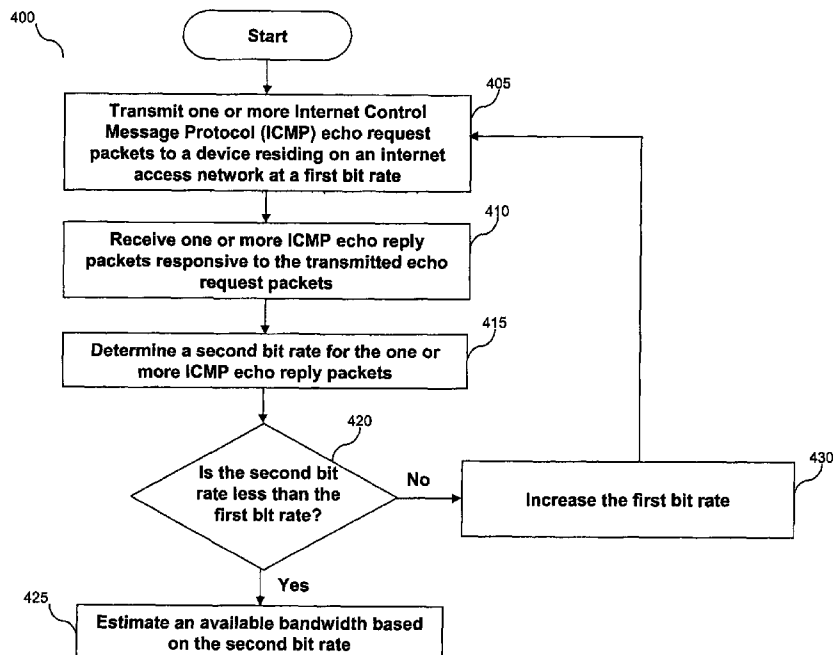 400
Start
405
Transmit one or more Internet Control
Message Protocol (ICMP) echo request
packets to a device residing on an internet
access network at a first bit rate
410
Receive one or more ICMP echo reply
packets responsive to the transmitted echo
request packets
415
Determine a second bit rate for the one or
more ICMP echo reply packets
420
Is the second bit
rate less than the
first bit rate?
No
430
Increase the first bit rate
Yes
425
Estimate an available bandwidth based
on the second bit rate